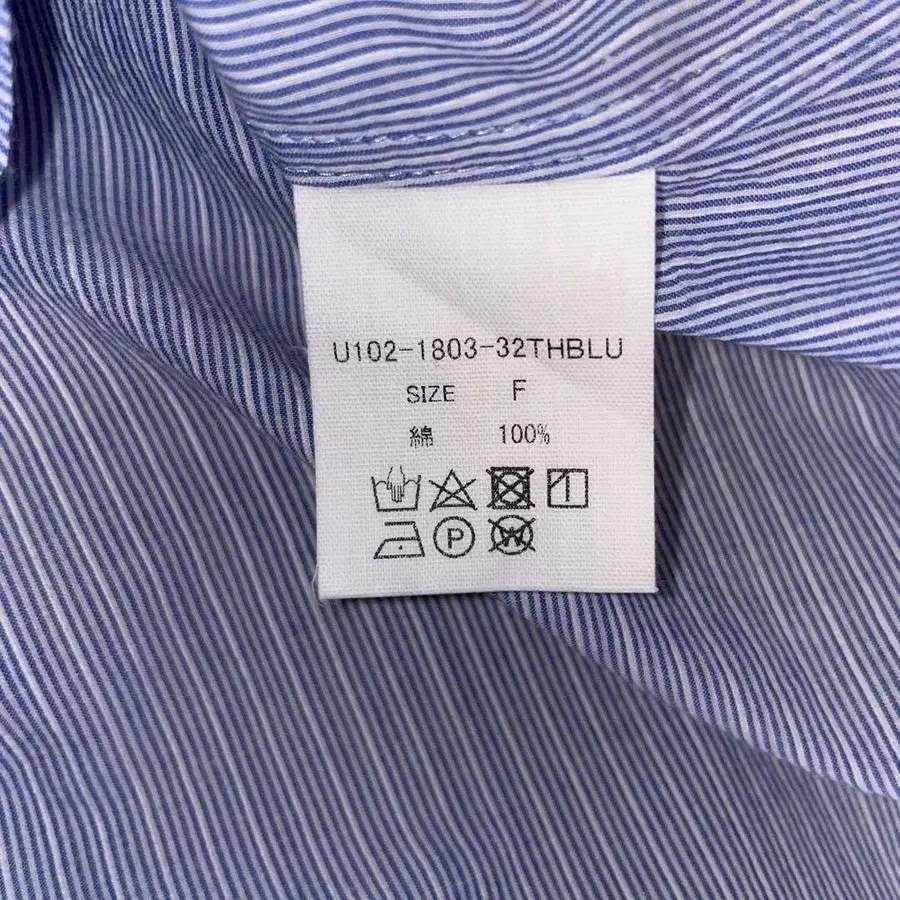 U102-1803-32THBLU
SIZE F
綿 100%
P
W